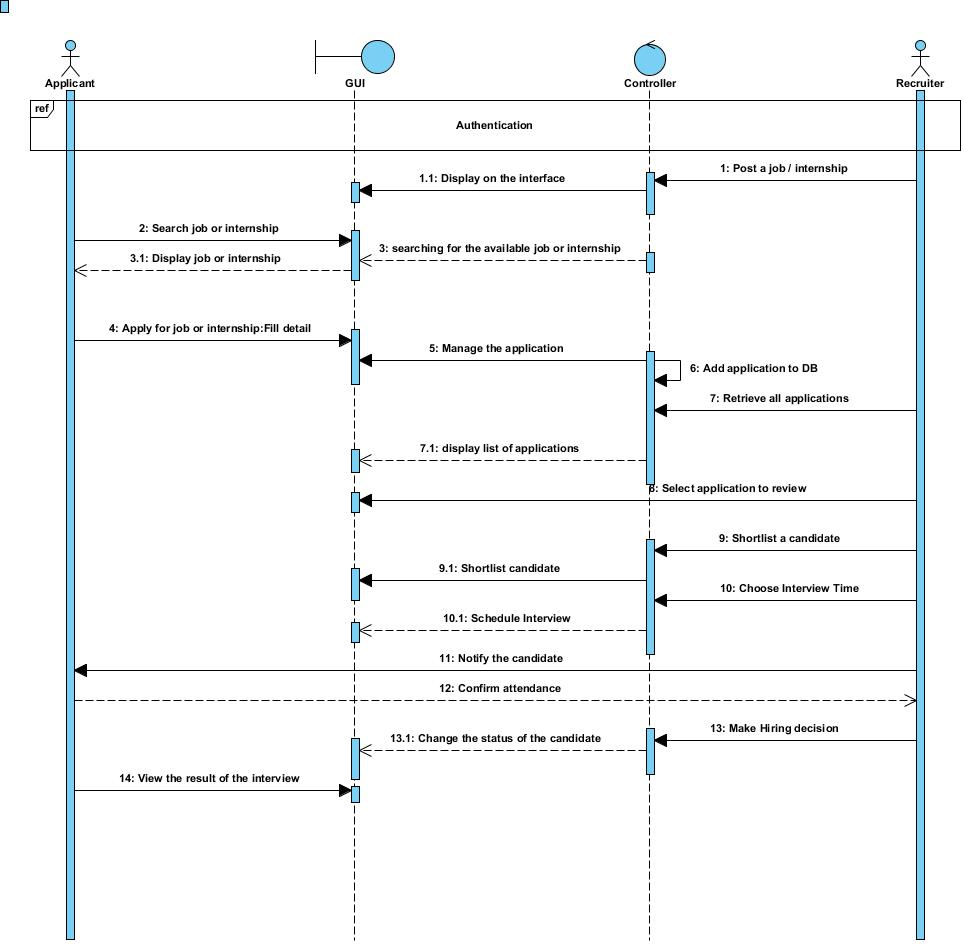 Applicant
GUI
Controller
Recruiter
ref
Authentication
1: Post a job / internship
1.1: Display on the interface
2: Search job or internship
3: searching for the available job or internship
3.1: Display job or internship
4: Apply for job or internship:Fill detail
5: Manage the application
6: Add application to DB
7: Retrieve all applications
7.1: display list of applications
8: Select application to review
9: Shortlist a candidate
9.1: Shortlist candidate
10: Choose Interview Time
10.1: Schedule Interview
11: Notify the candidate
12: Confirm attendance
13: Make Hiring decision
13.1: Change the status of the candidate
14: View the result of the interview